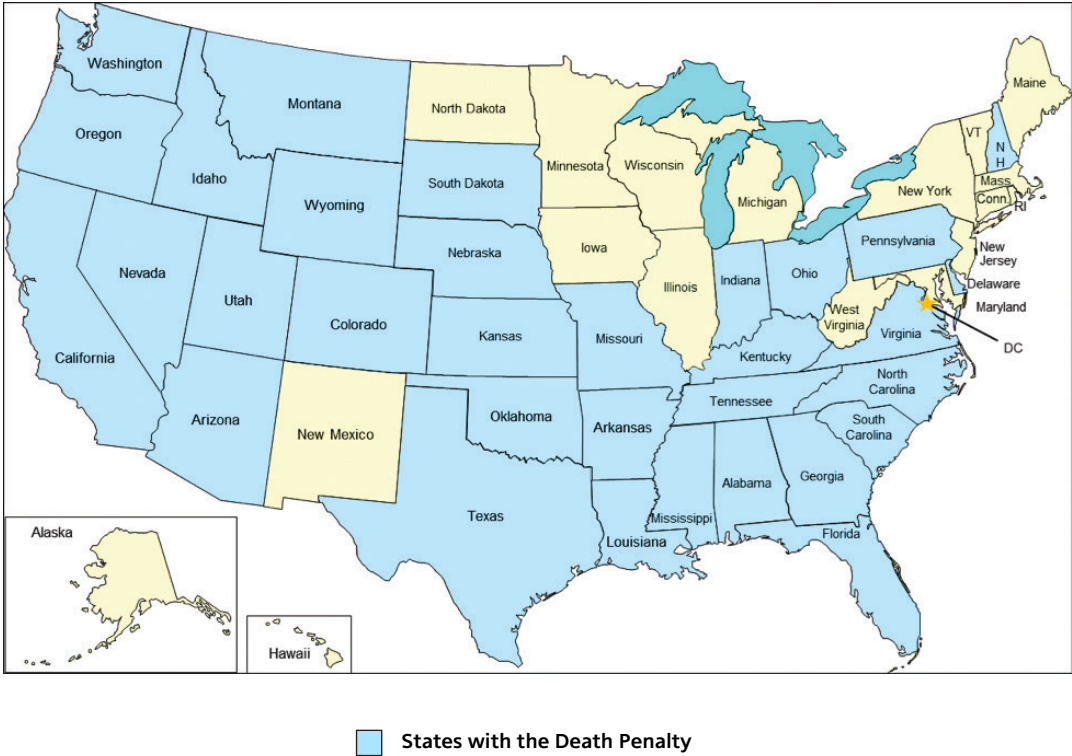 Washington
Montana
North Dakota
Maine
Oregon
Minnesota
VT
N
H
Idaho
Wisconsin
South Dakota
Mass
New York
Michigan
Conn.
RI
Wyoming
Iowa
Pennsylvania
Nebraska
New
Jersey
Nevada
Utah
Illinois
Indiana
Ohio
Delaware
Maryland
West
Virginia
Colorado
Kansas
Missouri
Virginia
DC
California
Kentucky
North
Carolina
Tennessee
Arizona
New Mexico
Oklahoma
Arkansas
South
Carolina
Texas
Mississippi
Alabama
Georgia
Louisiana
Florida
Alaska
Hawaii
States with the Death Penalty